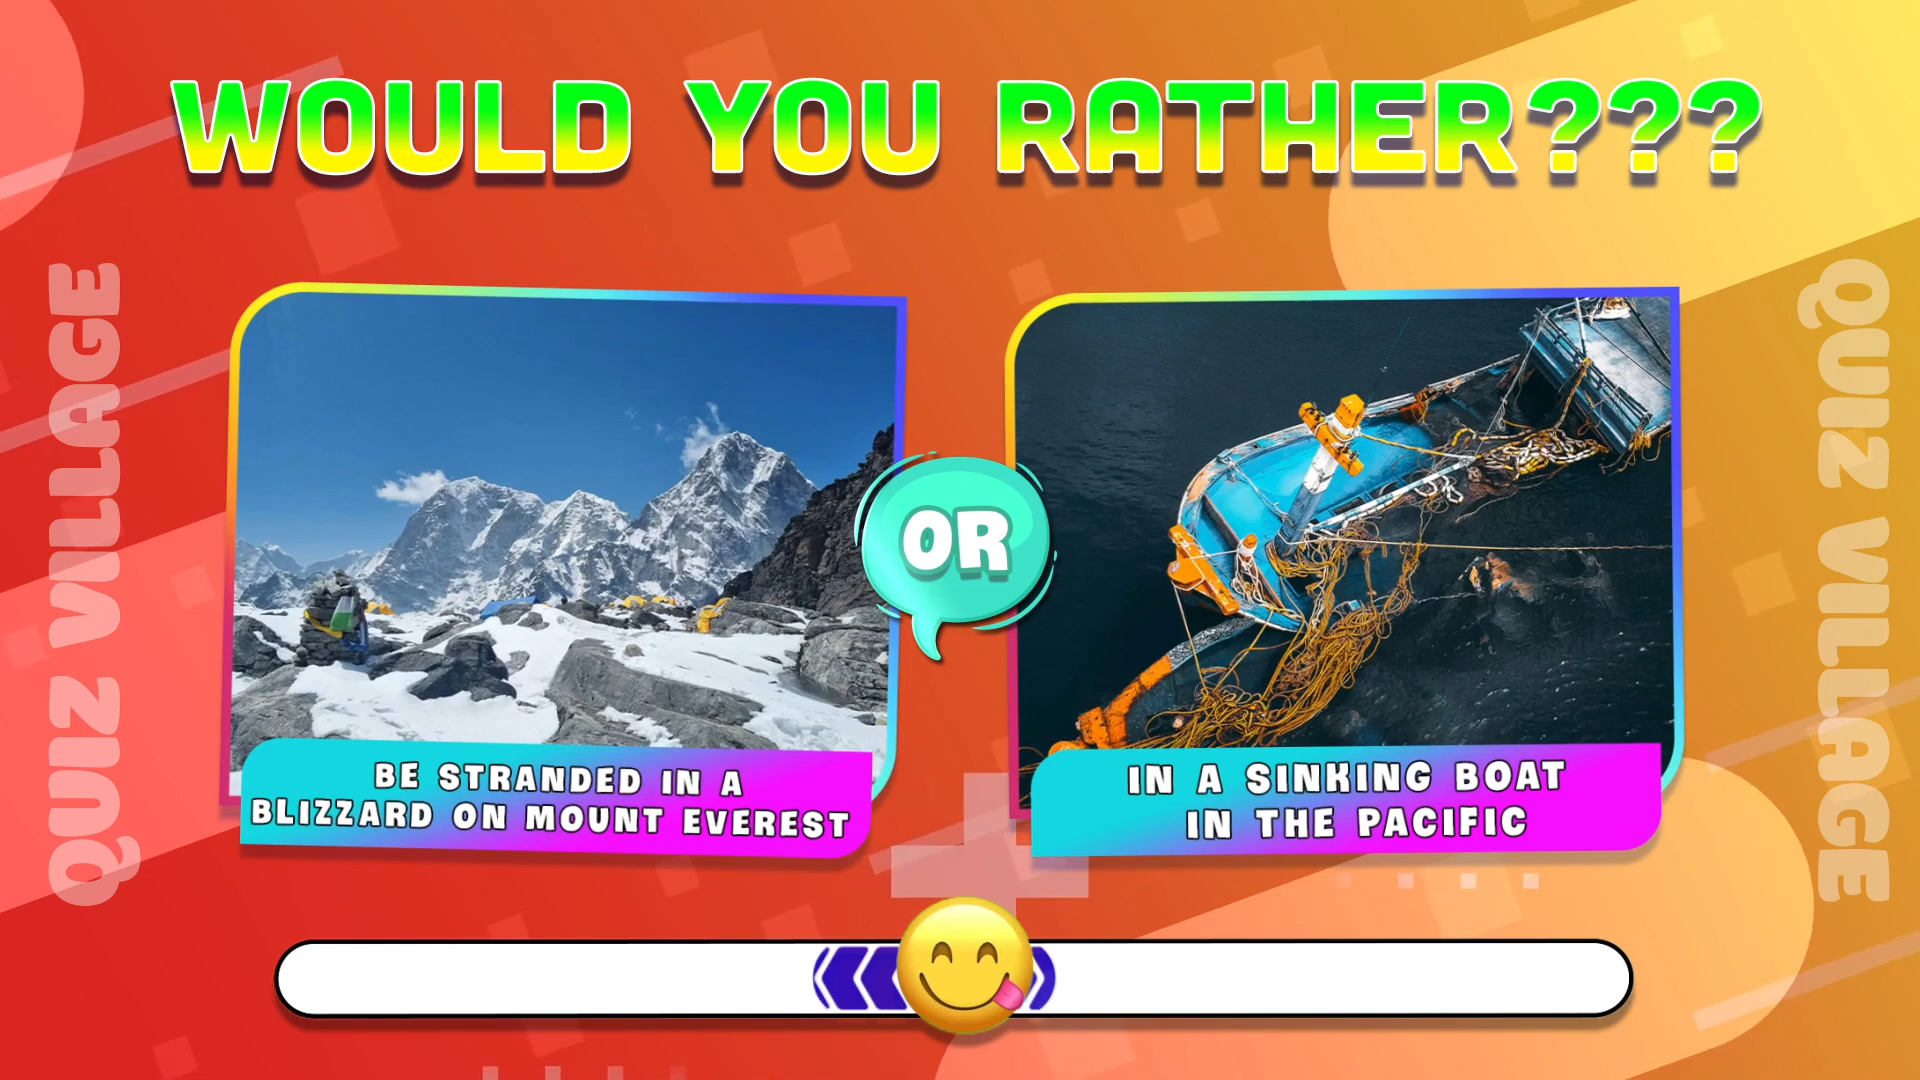 WOULD YOU RATHER???
QUIZ VILLAGE
OR
QUIZ VILLAGE
BE STRANDED IN A
BLIZZARD ON MOUNT EVEREST
IN A SINKING BOAT
IN THE PACIFIC